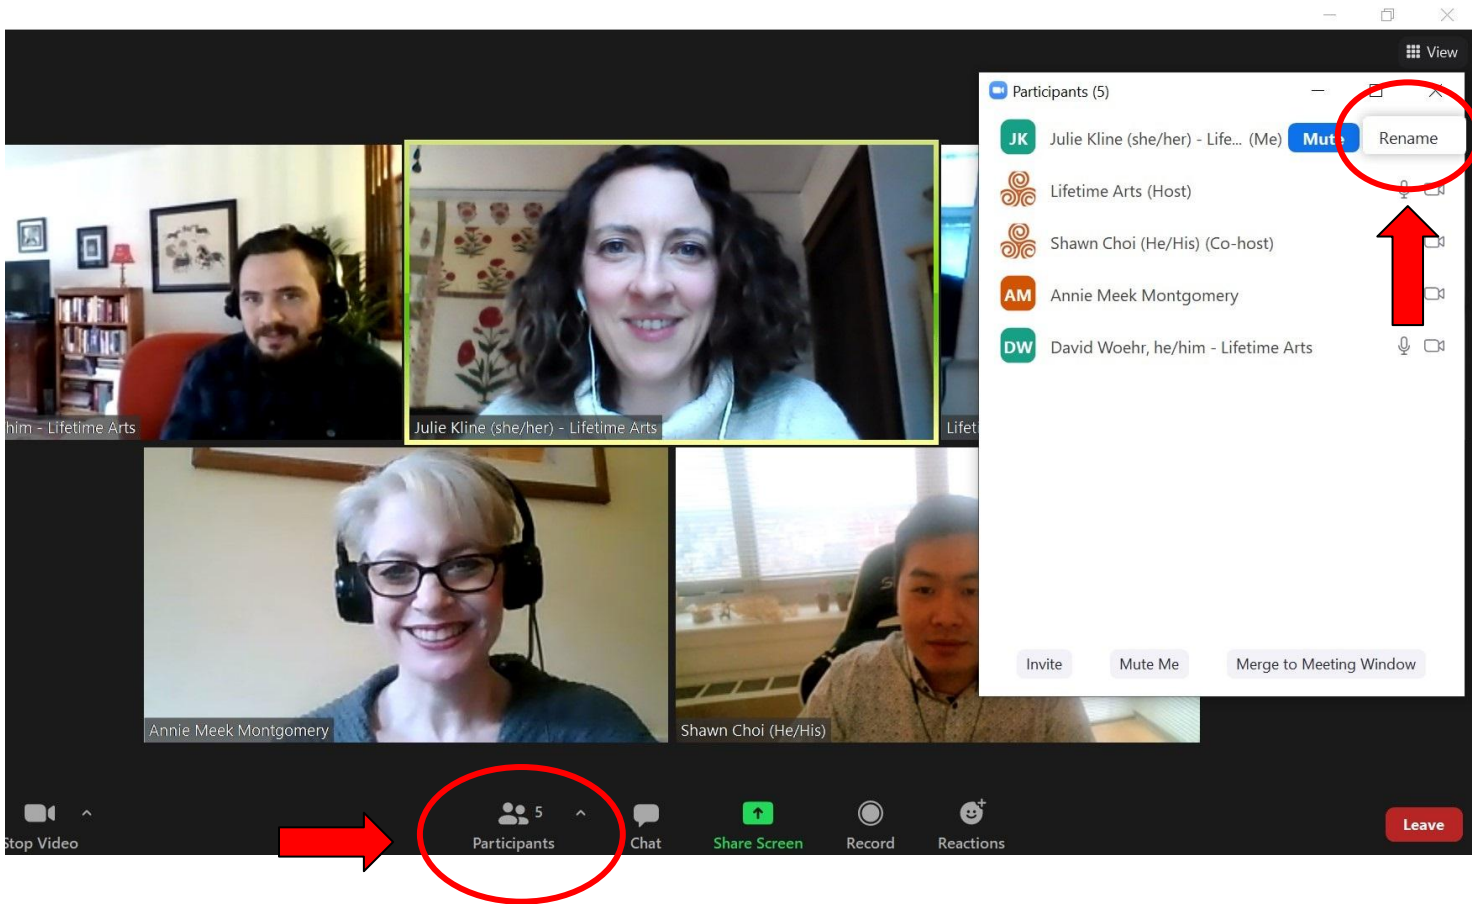 View
Participants (5)
JK Julie Kline (she/her) - Life... (Me) Mute Rename
Lifetime Arts (Host)
Shawn Choi (He/His) (Co-host)
AM Annie Meek Montgomery
DW David Woehr, he/him - Lifetime Arts
him - Lifetime Arts
Julie Kline (she/her) - Lifetime Arts
Lifeti
Invite Mute Me Merge to Meeting Window
Annie Meek Montgomery
Shawn Choi (He/His)
5
Stop Video Participants Chat Share Screen Record Reactions Leave